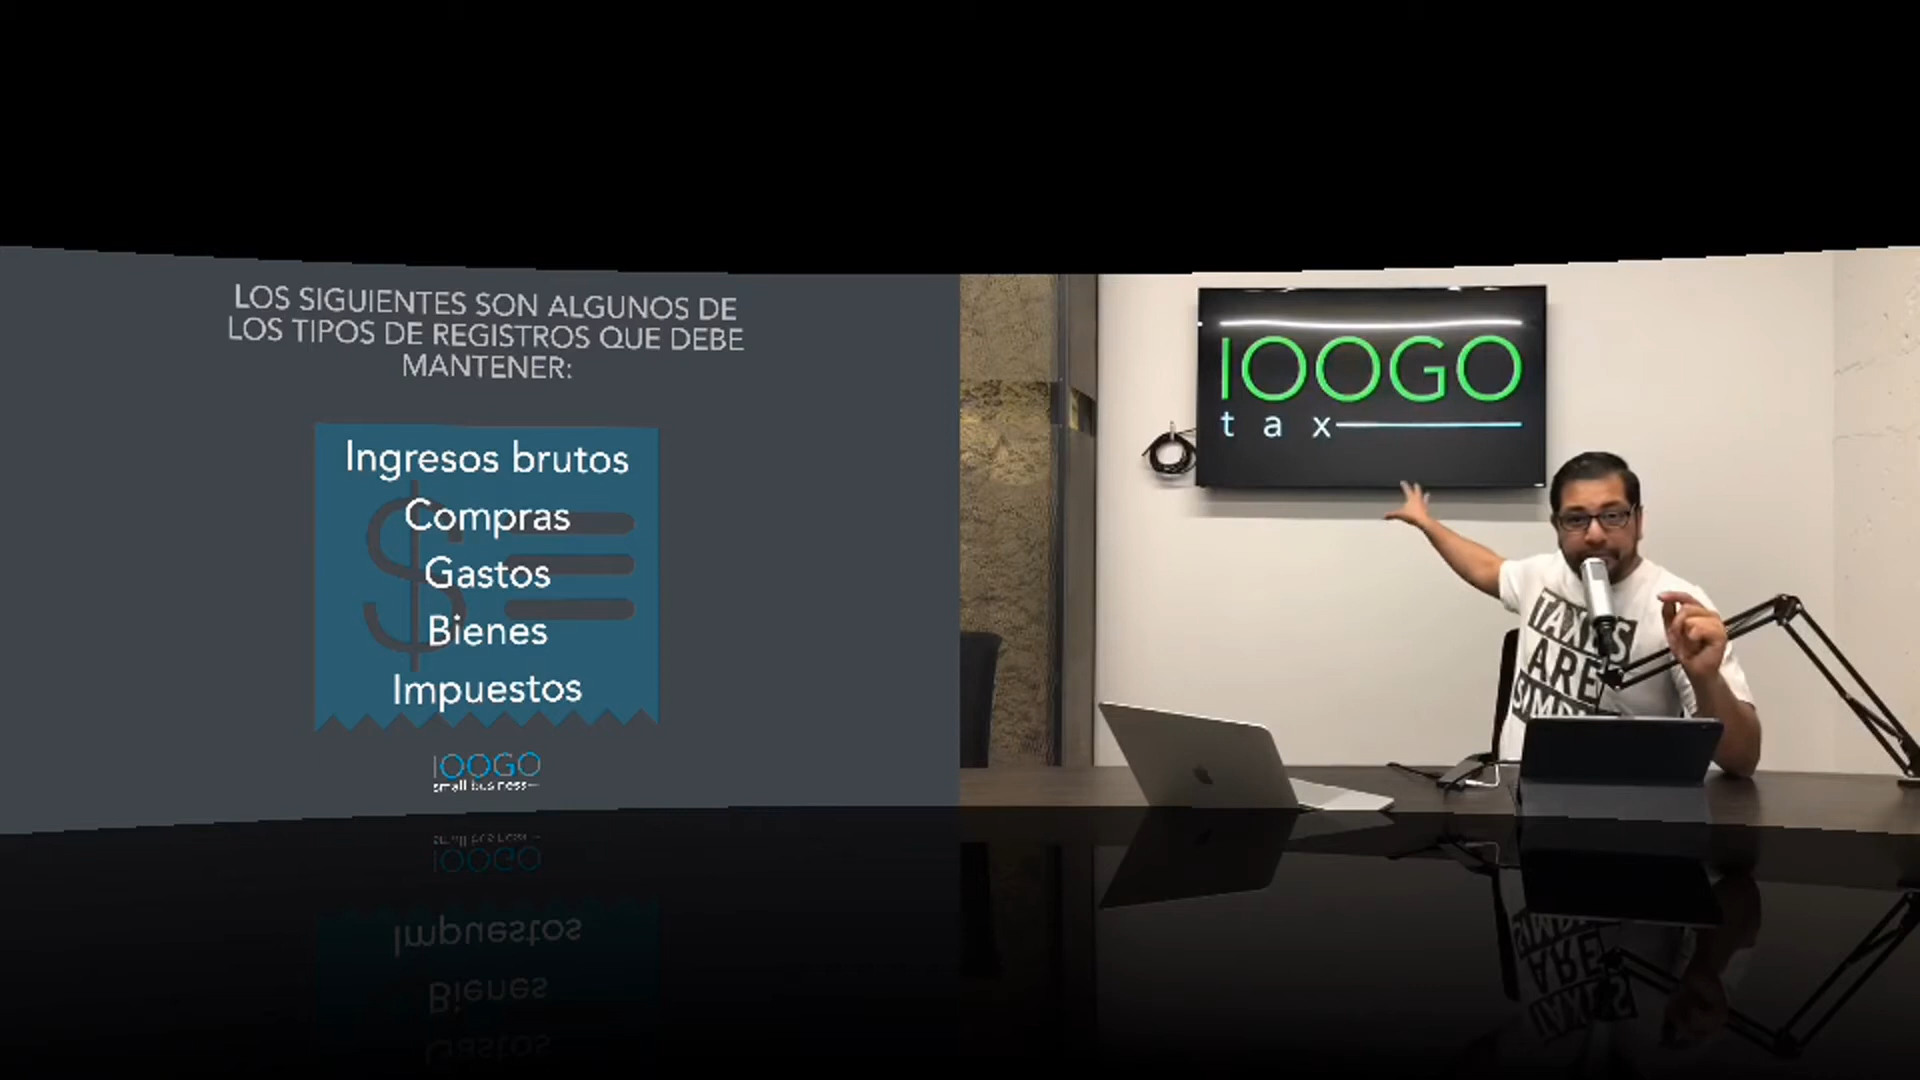 LOS SIGUIENTES SON ALGUNOS DE
LOS TIPOS DE REGISTROS QUE DEBE
MANTENER:
Ingresos brutos
Compras
Gastos
Bienes
Impuestos
IOOGO
small business
IOOGO
tax
TAXES
ARE
SIMPL